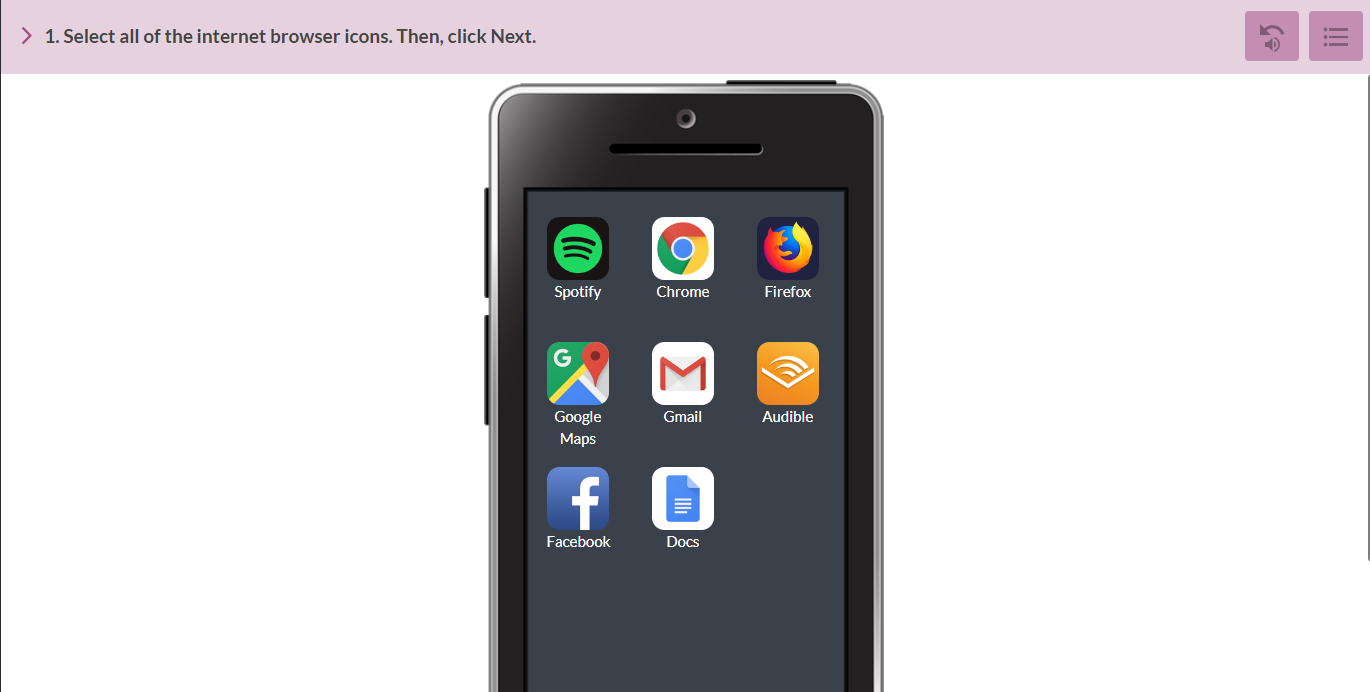 1. Select all of the internet browser icons. Then, click Next.
Spotify
Chrome
Firefox
G
Google
Maps
Gmail
Audible
f
Facebook
Docs